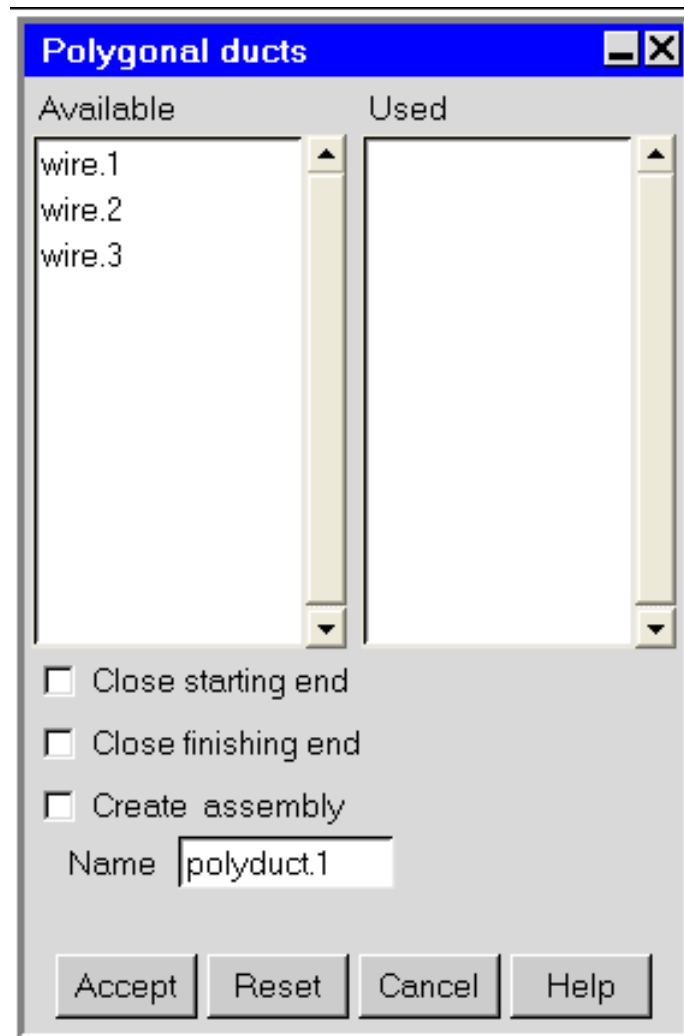 Polygonal ducts
Available Used
wire.1
wire.2
wire.3
Close starting end
Close finishing end
Create assembly
Name polyduct.1
Accept Reset Cancel Help